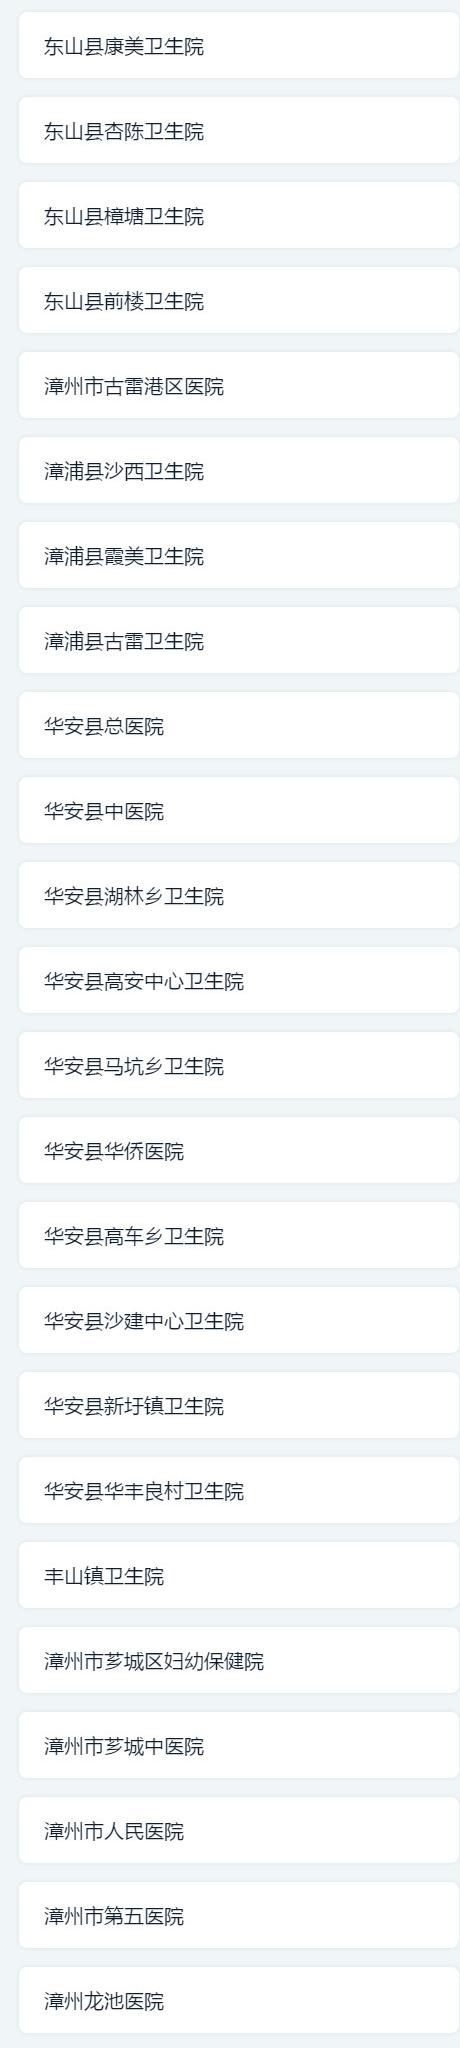 东山县康美卫生院
东山县杏陈卫生院
东山县樟塘卫生院
东山县前楼卫生院
漳州市古雷港区医院
漳浦县沙西卫生院
漳浦县霞美卫生院
漳浦县古雷卫生院
华安县总医院
华安县中医院
华安县湖林乡卫生院
华安县高安中心卫生院
华安县马坑乡卫生院
华安县华侨医院
华安县高车乡卫生院
华安县沙建中心卫生院
华安县新圩镇卫生院
华安县华丰良村卫生院
丰山镇卫生院
漳州市芗城区妇幼保健院
漳州市芗城中医院
漳州市人民医院
漳州市第五医院
漳州龙池医院